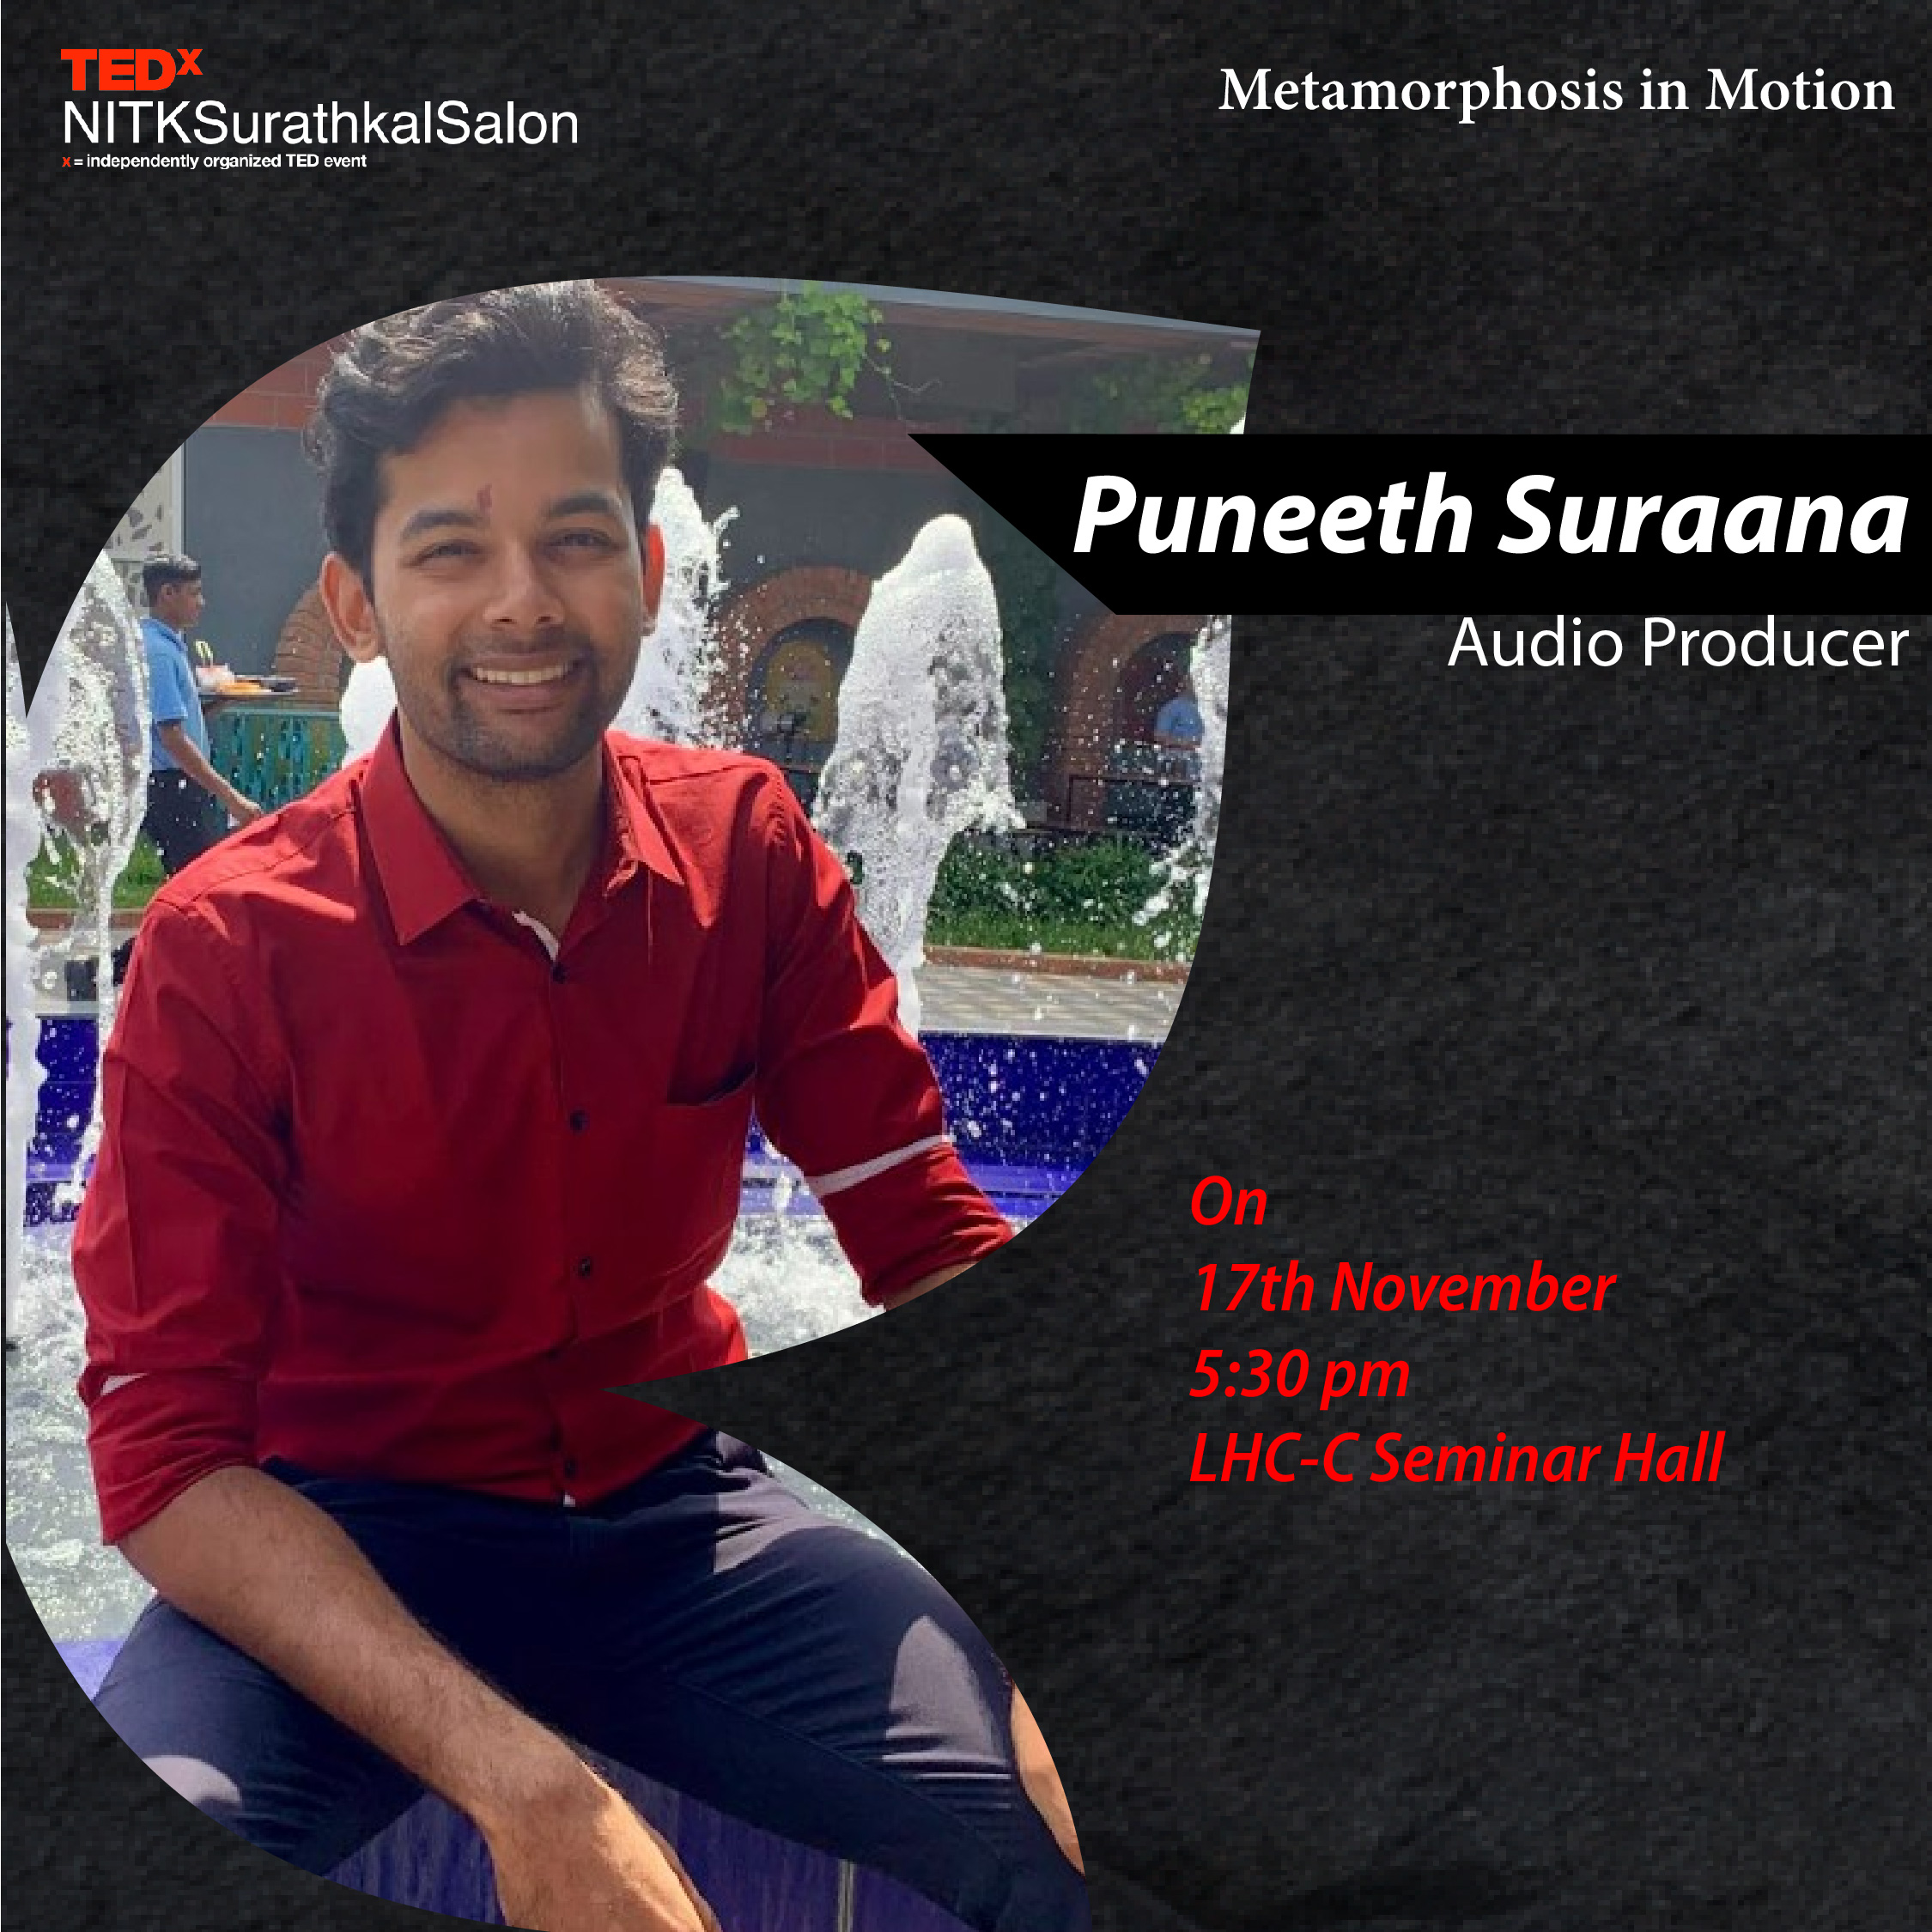 TEDx
NITKSurathkalSalon
x = independently organized TED event
Metamorphosis in Motion
Puneeth Suraana
Audio Producer
On
17th November
5:30 pm
LHC-C Seminar Hall